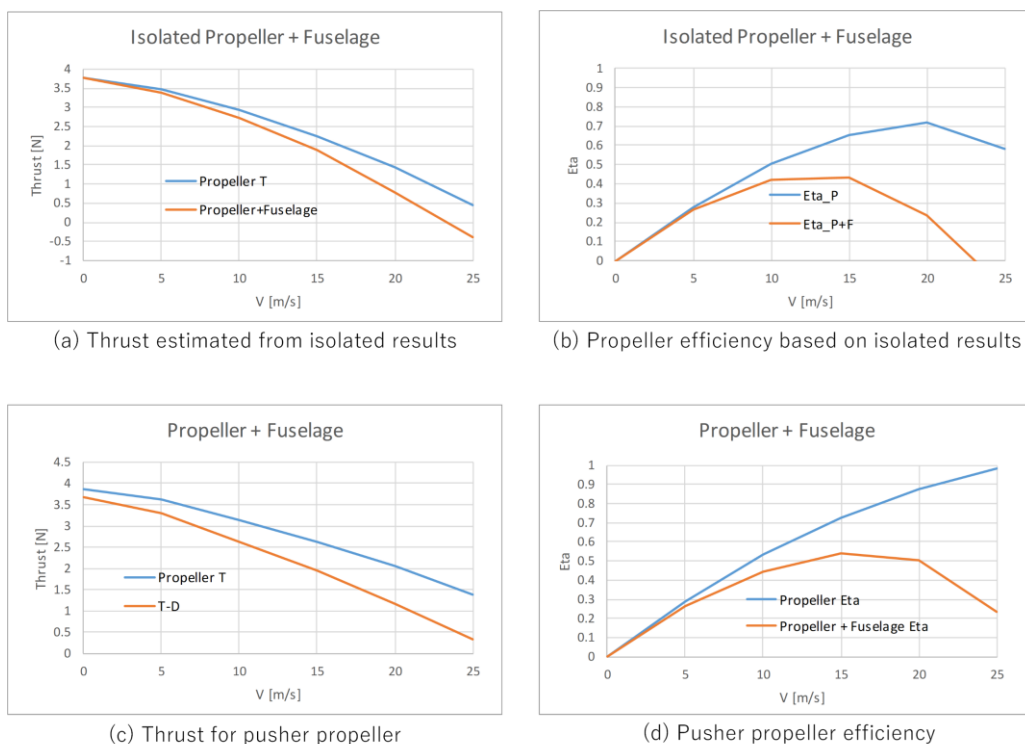 Isolated Propeller + Fuselage
4
3.5
3
2.5
2
1.5
1
0.5
0
-0.5
-1
Thrust [N]
Propeller T
Propeller+Fuselage
0 5 10 15 20 25
V [m/s]
(a) Thrust estimated from isolated results
Isolated Propeller + Fuselage
1
0.9
0.8
0.7
0.6
0.5
0.4
0.3
0.2
0.1
0
Eta
Eta_P
Eta_P+F
0 5 10 15 20 25
V [m/s]
(b) Propeller efficiency based on isolated results
Propeller + Fuselage
4.5
4
3.5
3
2.5
2
1.5
1
0.5
0
Thrust [N]
Propeller T
T-D
0 5 10 15 20 25
V [m/s]
(c) Thrust for pusher propeller
Propeller + Fuselage
1
0.9
0.8
0.7
0.6
0.5
0.4
0.3
0.2
0.1
0
Eta
Propeller Eta
Propeller + Fuselage Eta
0 5 10 15 20 25
V [m/s]
(d) Pusher propeller efficiency